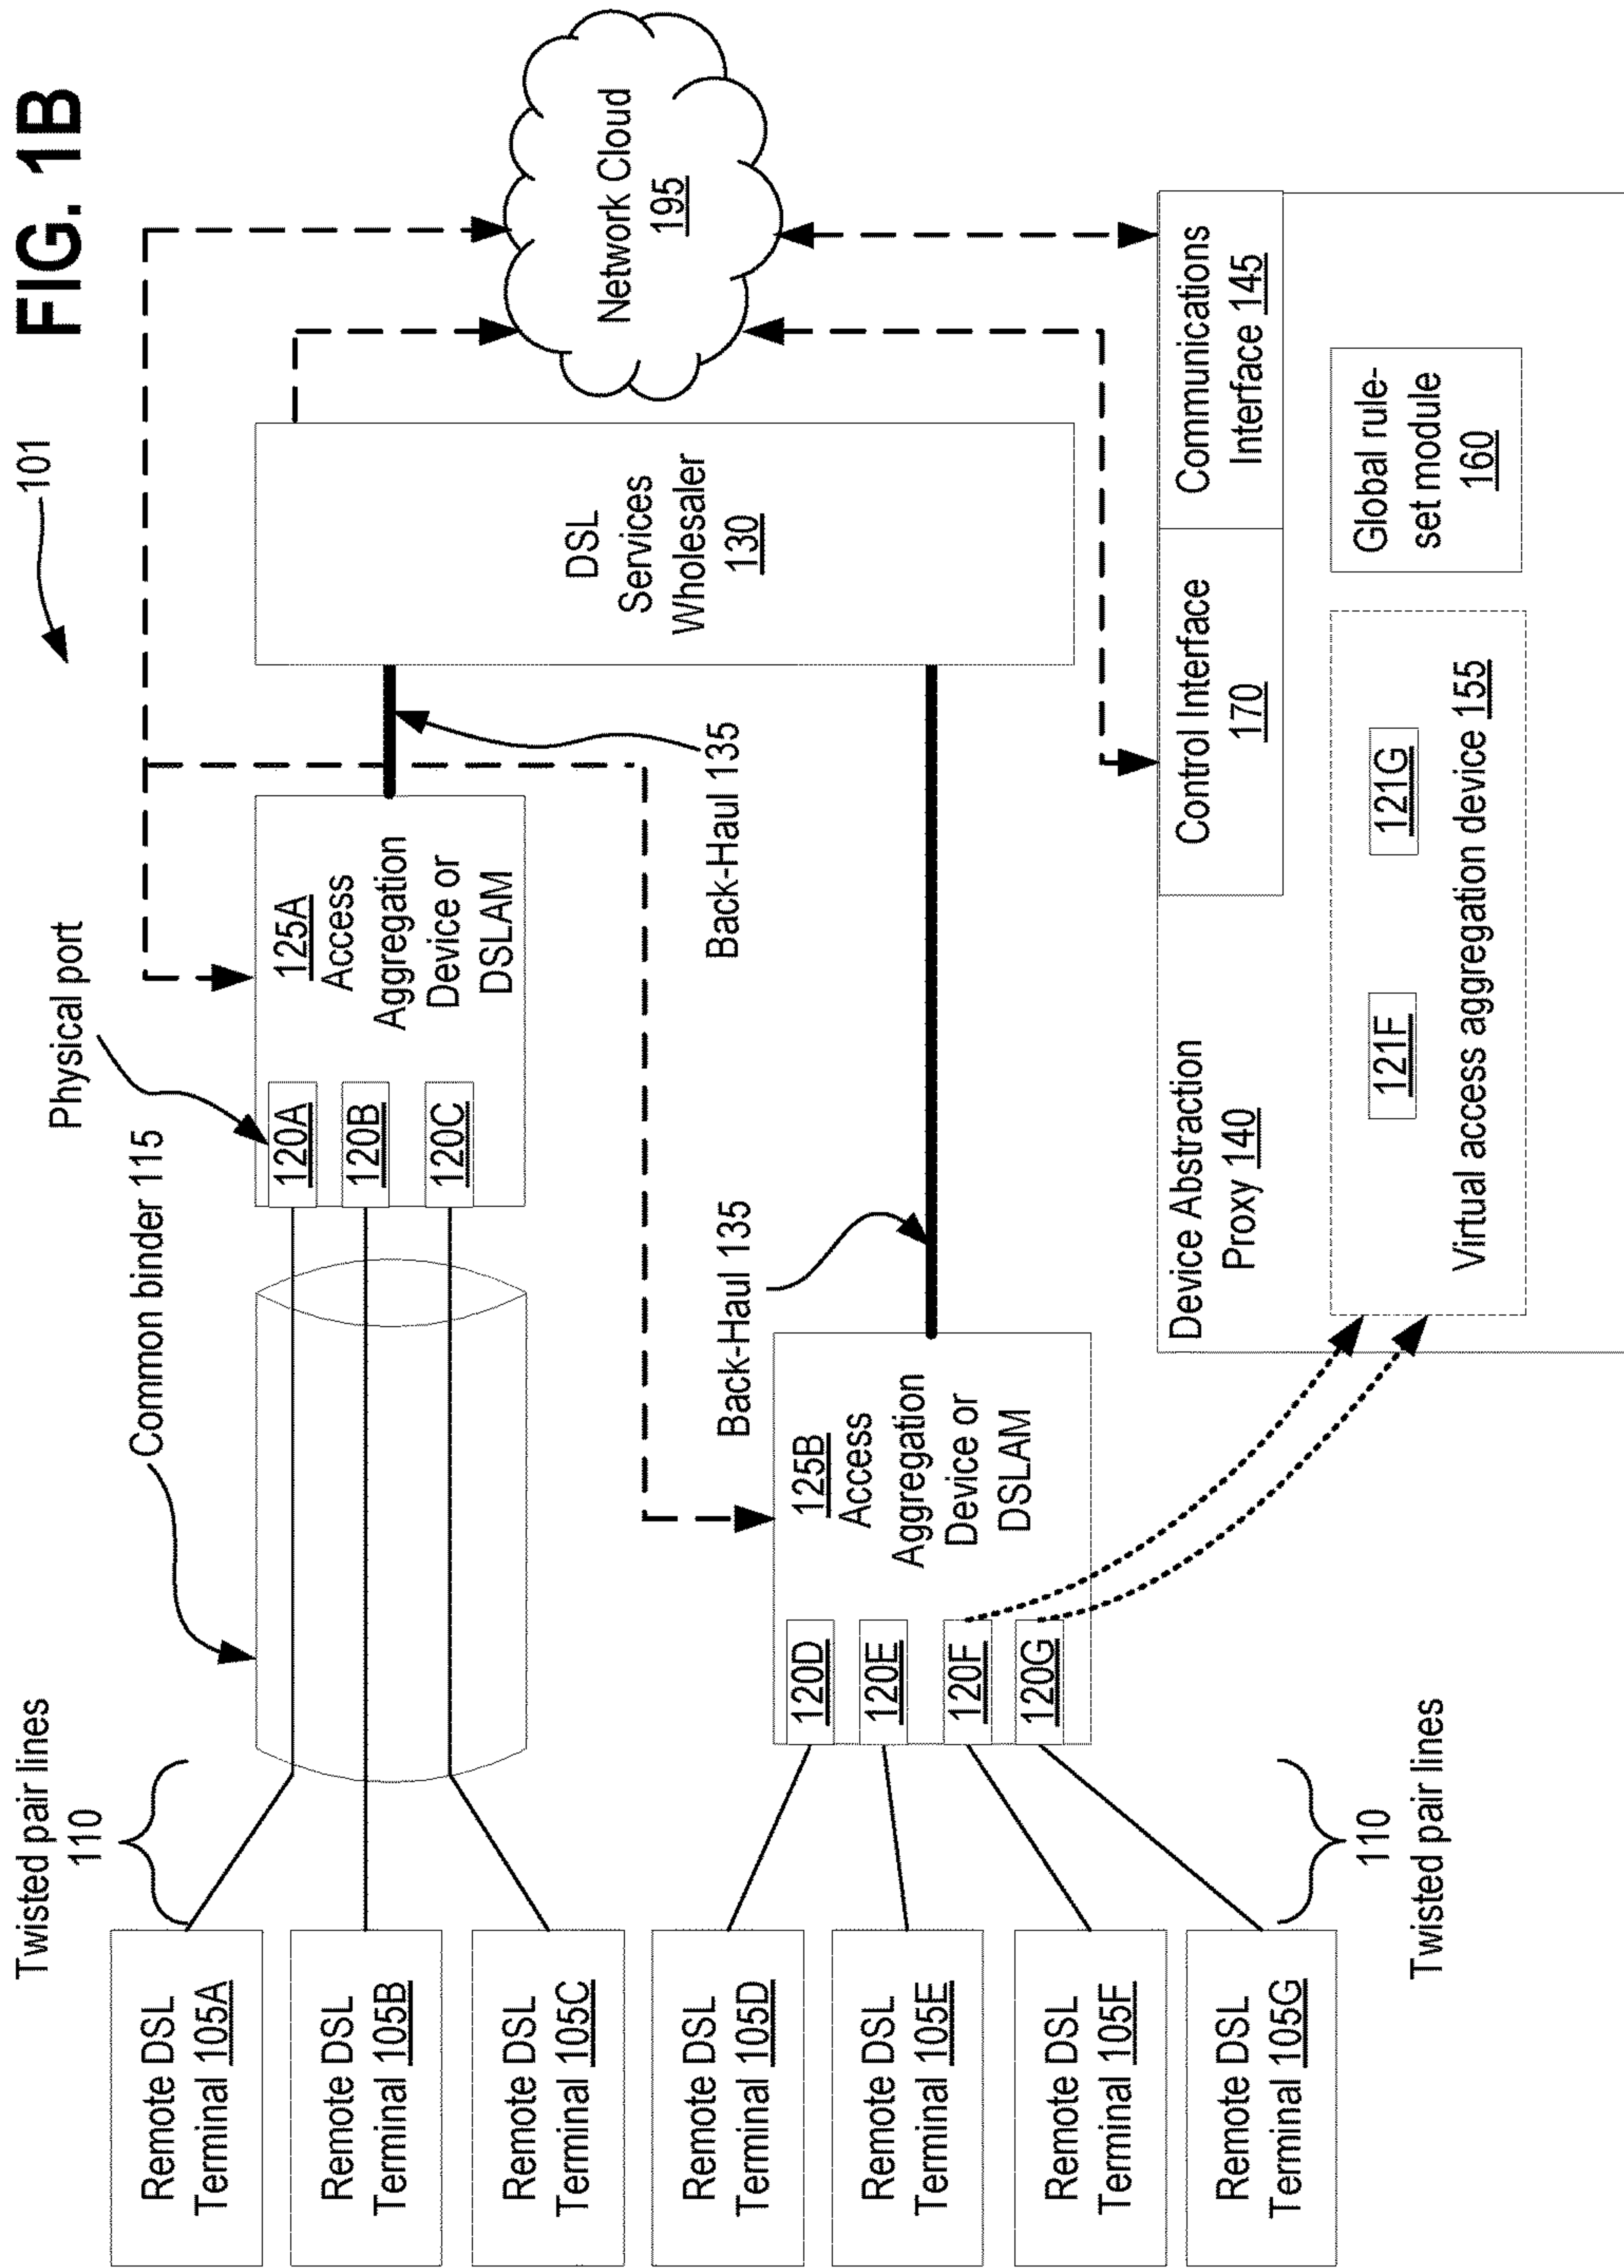 FIG. 1B
101
Twisted pair lines
110
Common binder 115
Physical port
Remote DSL
Terminal 105A
Remote DSL
Terminal 105B
Remote DSL
Terminal 105C
Remote DSL
Terminal 105D
Remote DSL
Terminal 105E
Remote DSL
Terminal 105F
Remote DSL
Terminal 105G
110
Twisted pair lines
120A
120B
120C
125A
Access
Aggregation
Device or
DSLAM
Back-Haul 135
120D
120E
120F
120G
125B
Access
Aggregation
Device or
DSLAM
Back-Haul 135
DSL
Services
Wholesaler
130
Network Cloud
195
Device Abstraction
Proxy 140
Control Interface
170
Communications
Interface 145
121F
121G
Virtual access aggregation device 155
Global rule-
set module
160